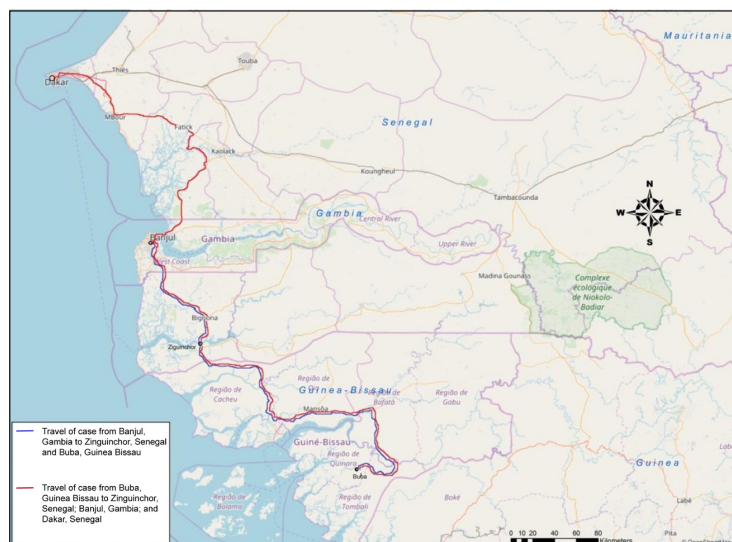 Mauritania
Dakar
Thiès
Touba
Mbour
Fatick
Senegal
Kaolack
Koungheul
Tambacounda
N
W
E
S
Gambia
Central River
Banjul
Gambia
Upper River
West Coast
Madina Gounass
Complexe
écologique
de Niokolo-
Badiar
Bignona
Ziguinchor
Região de
Guinea-Bissau
Região de
Cacheu
Região de
Bafatá
Região de
Gabu
Mansôa
Guiné-Bissau
Região de
Quinara
Buba
Guinea
Região de
Bolama
Região de
Tombali
Boké
Labé
Pita
Travel of case from Banjul,
Gambia to Zinguinchor, Senegal
and Buba, Guinea Bissau
Travel of case from Buba,
Guinea Bissau to Zinguinchor,
Senegal; Banjul, Gambia; and
Dakar, Senegal
0 10 20 40 60 80
Kilometers